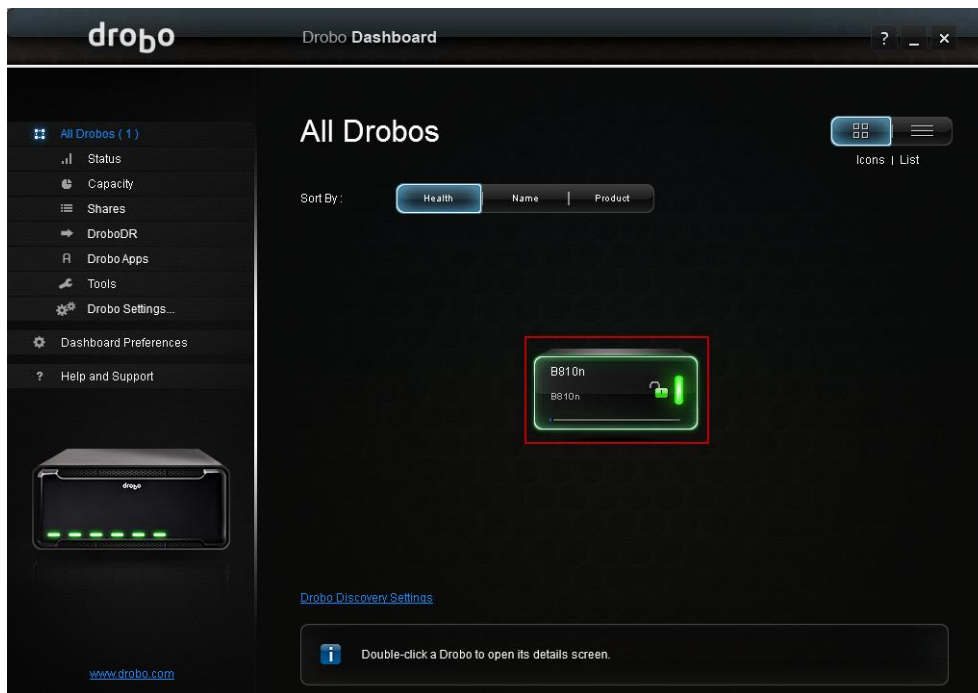 drobo
Drobo Dashboard
? _ ×
All Drobos ( 1 )
Status
Capacity
Shares
DroboDR
DroboApps
Tools
Drobo Settings...
Dashboard Preferences
? Help and Support
drobo
www.drobo.com
All Drobos
Icons | List
Sort By :
Health | Name | Product
B810n
B810n
Drobo Discovery Settings
i Double-click a Drobo to open its details screen.